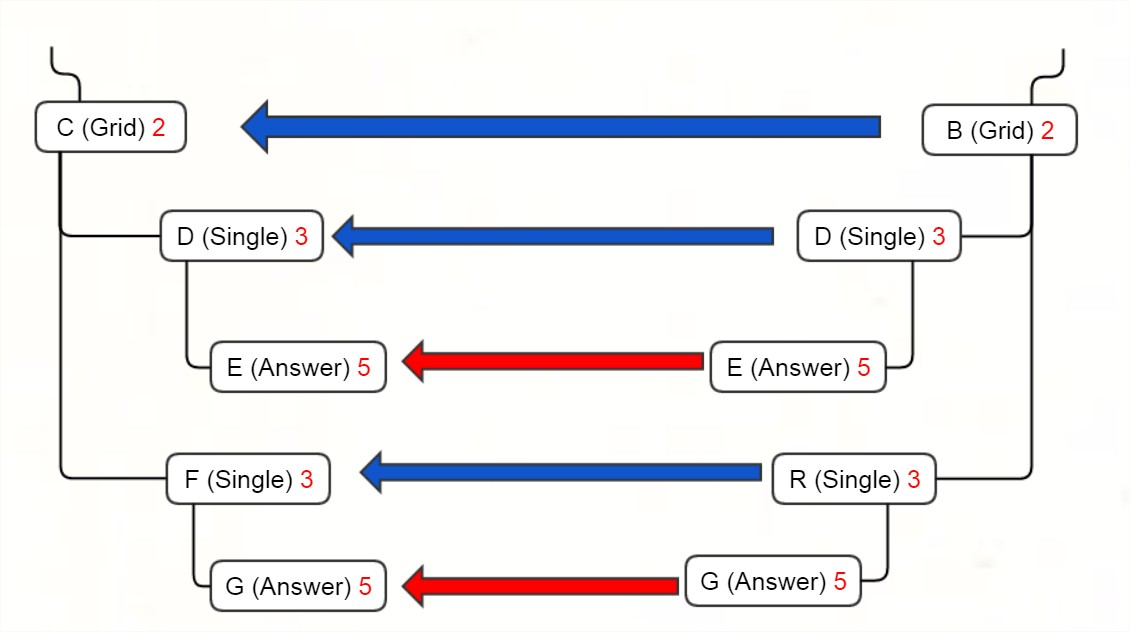 C (Grid) 2
B (Grid) 2
D (Single) 3
D (Single) 3
E (Answer) 5
E (Answer) 5
F (Single) 3
R (Single) 3
G (Answer) 5
G (Answer) 5